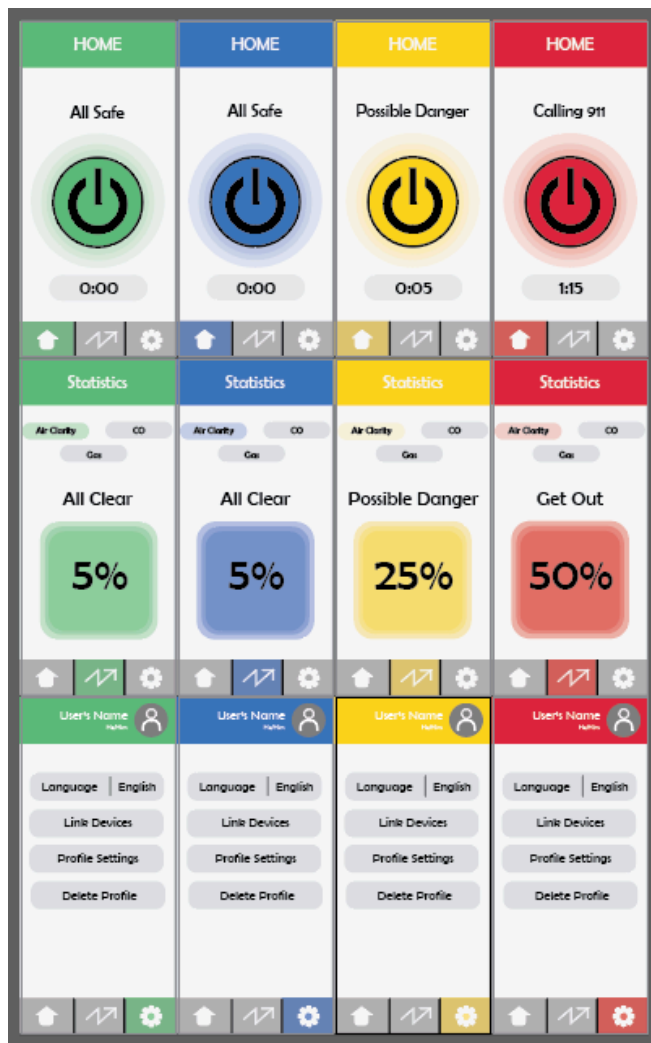 HOME
All Safe
0:00
HOME
All Safe
0:00
HOME
Possible Danger
0:05
HOME
Calling 911
1:15
Statistics
Air Clarity CO
Gas
All Clear
5%
Statistics
Air Clarity CO
Gas
All Clear
5%
Statistics
Air Clarity CO
Gas
Possible Danger
25%
Statistics
Air Clarity CO
Gas
Get Out
50%
User's Name
Language English
Link Devices
Profile Settings
Delete Profile
User's Name
Language English
Link Devices
Profile Settings
Delete Profile
User's Name
Language English
Link Devices
Profile Settings
Delete Profile
User's Name
Language English
Link Devices
Profile Settings
Delete Profile